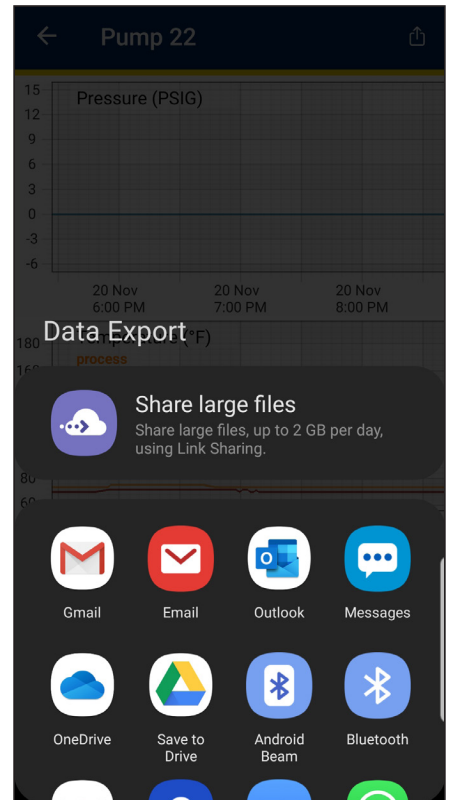 Pump 22
15
Pressure (PSIG)
12
9
6
3
0
-3
-6
20 Nov
6:00 PM
20 Nov
7:00 PM
20 Nov
8:00 PM
Data Export
180
(°F)
process
Share large files
Share large files, up to 2 GB per day,
using Link Sharing.
80
60
Gmail
Email
Outlook
Messages
OneDrive
Save to
Drive
Android
Beam
Bluetooth